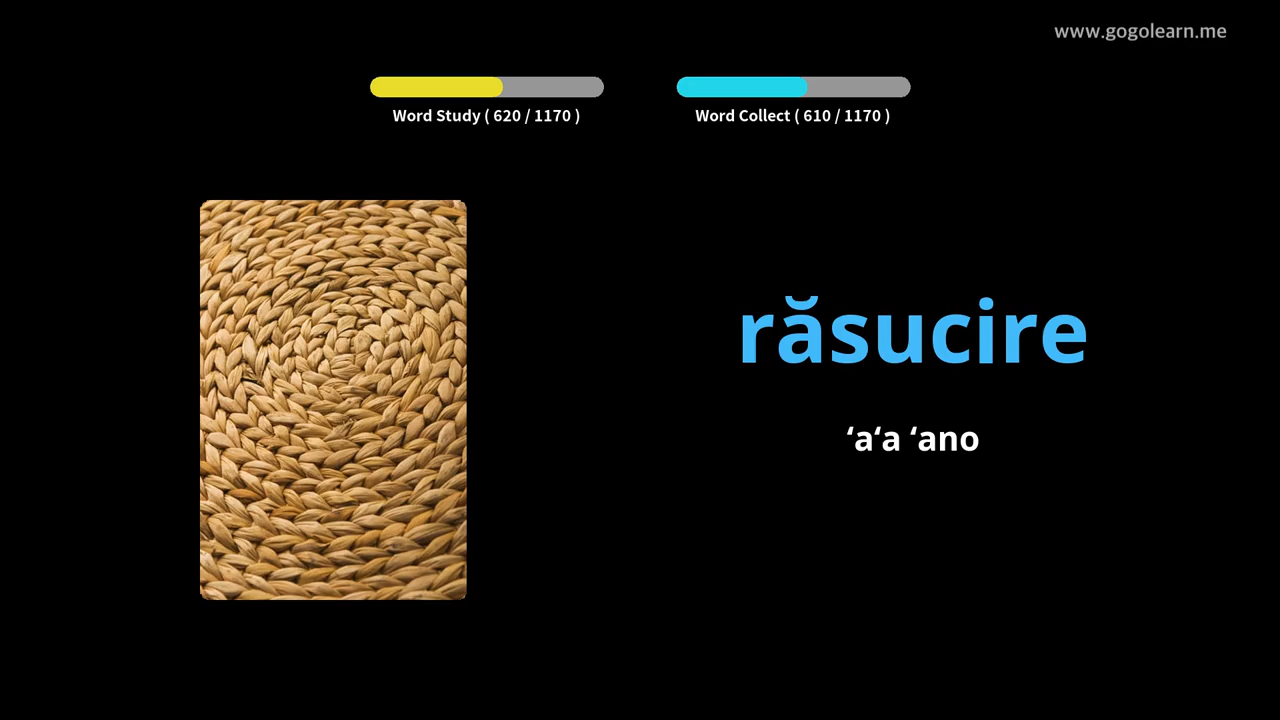 www.gogolearn.me
Word Study ( 620 / 1170 )
Word Collect ( 610 / 1170 )
răsucire
ʻaʻa ʻano